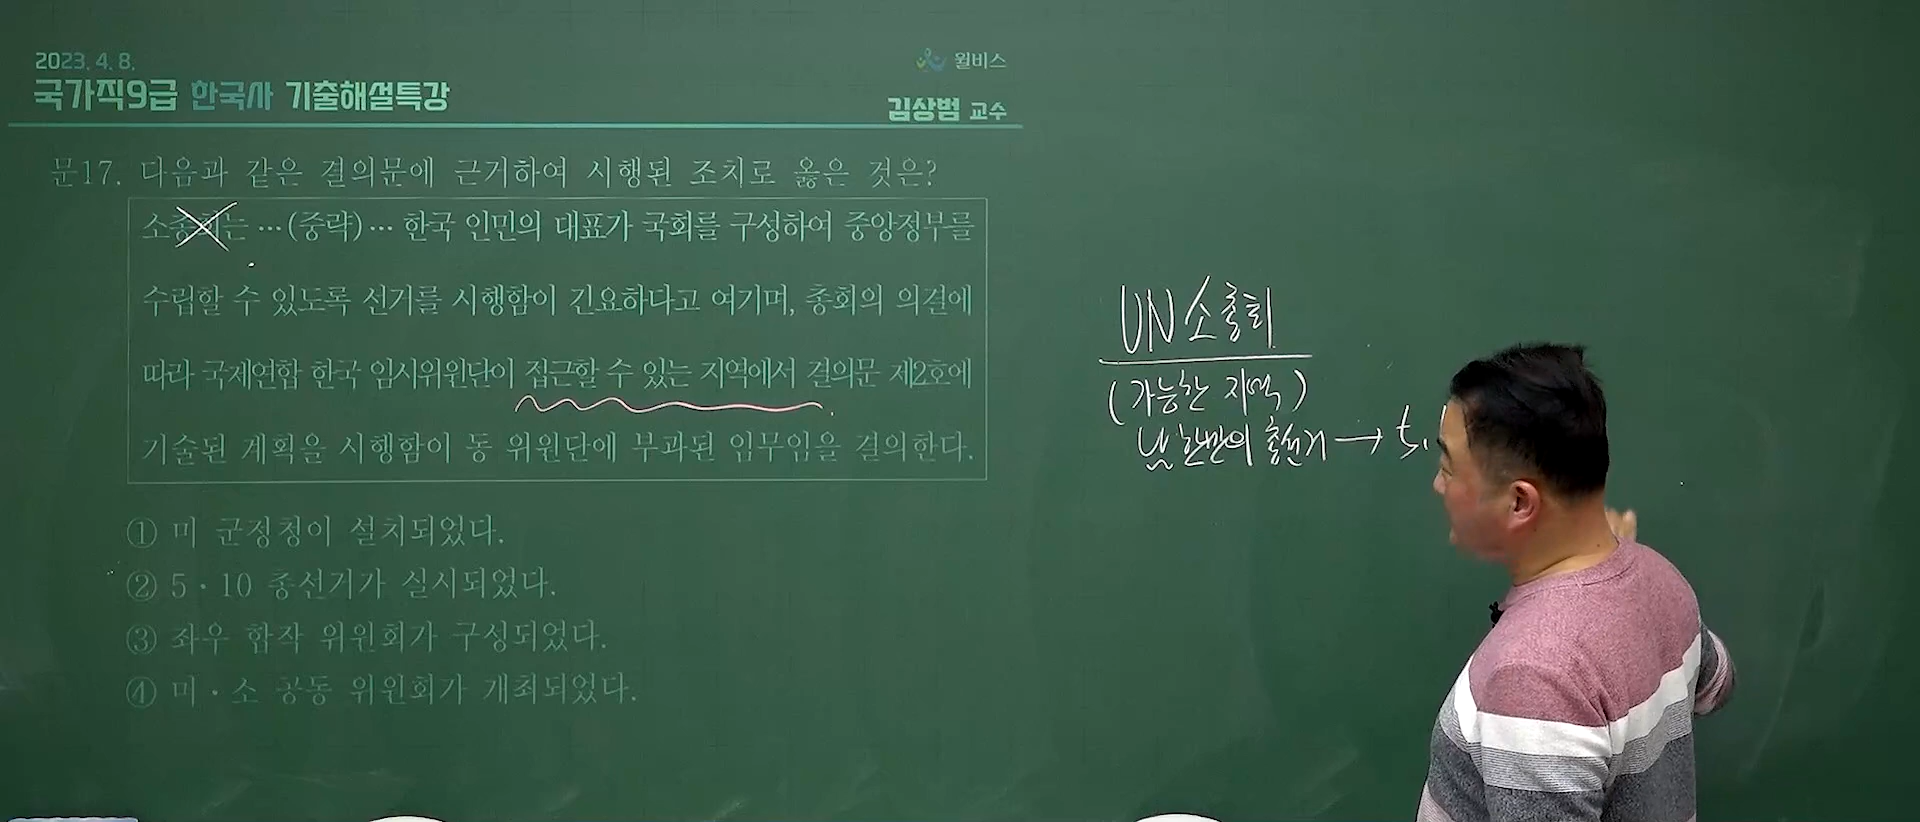 2023. 4. 8.
윌비스
국가직9급 한국사 기출해설특강
김상범 교수
문17. 다음과 같은 결의문에 근거하여 시행된 조치로 옳은 것은?
소총회는 …(중략)… 한국 인민의 대표가 국회를 구성하여 중앙정부를
수립할 수 있도록 선거를 시행함이 긴요하다고 여기며, 총회의 의결에
따라 국제연합 한국 임시위원단이 접근할 수 있는 지역에서 결의문 제2호에
기술된 계획을 시행함이 동 위원단에 부과된 임무임을 결의한다.
① 미 군정청이 설치되었다.
② 5·10 총선거가 실시되었다.
③ 좌우 합작 위원회가 구성되었다.
④ 미·소 공동 위원회가 개최되었다.
UN 소총회
(가능한 지역)
남한만의 총선거 → 5.